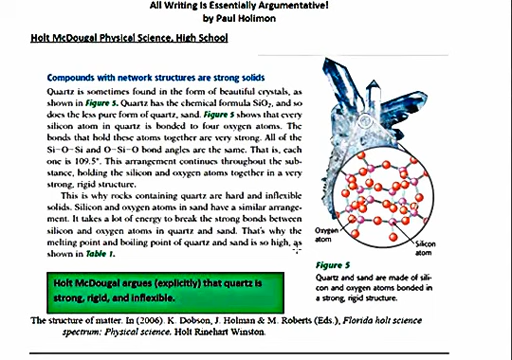 All Writing Is Essentially Argumentative!
by Paul Holimon
Holt McDougal Physical Science, High School
Compounds with network structures are strong solids
Quartz is sometimes found in the form of beautiful crystals, as
shown in Figure 5. Quartz has the chemical formula SiO₂, and so
does the less pure form of quartz, sand. Figure 5 shows that every
silicon atom in quartz is bonded to four oxygen atoms. The
bonds that hold these atoms together are very strong. All of the
Si–O–Si and O–Si–O bond angles are the same. That is, each
one is 109.5°. This arrangement continues throughout the sub-
stance, holding the silicon and oxygen atoms together in a very
strong, rigid structure.
This is why rocks containing quartz are hard and inflexible
solids. Silicon and oxygen atoms in sand have a similar arrange-
ment. It takes a lot of energy to break the strong bonds between
silicon and oxygen atoms in quartz and sand. That's why the
melting point and boiling point of quartz and sand is so high, as
shown in Table 1.
Oxygen
atom
Silicon
atom
Figure 5
Quartz and sand are made of sili-
con and oxygen atoms bonded in
a strong, rigid structure.
Holt McDougal argues (explicitly) that quartz is
strong, rigid, and inflexible.
The structure of matter. In (2006). K. Dobson, J. Holman & M. Roberts (Eds.), Florida holt science
spectrum: Physical science. Holt Rinehart Winston.